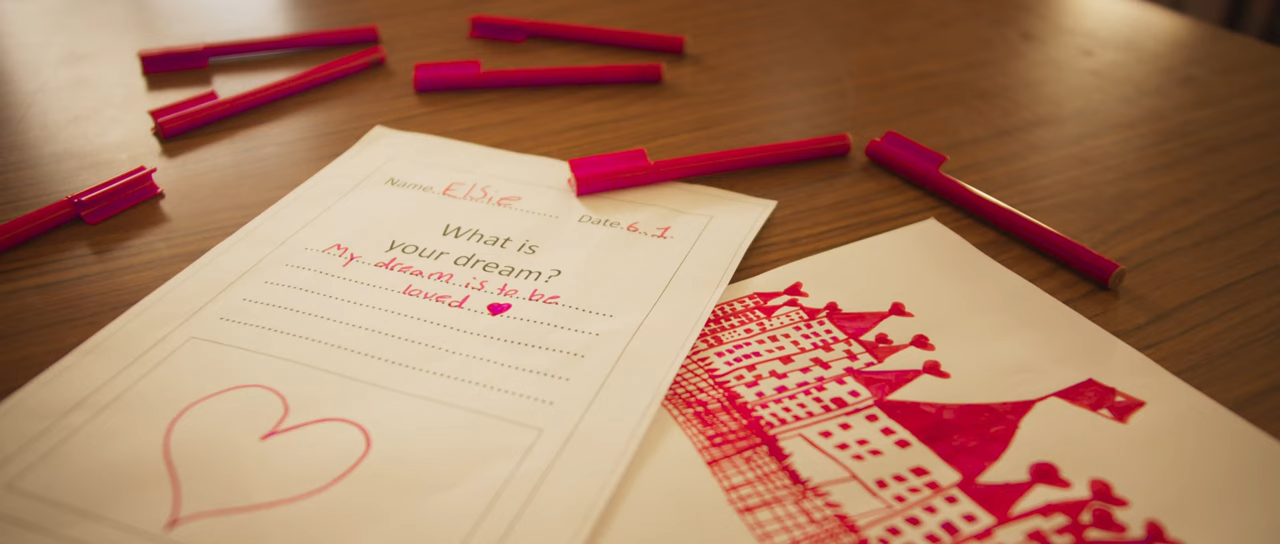 Name Elsie Date 6.1
What is
your dream?
My dream is to be
loved